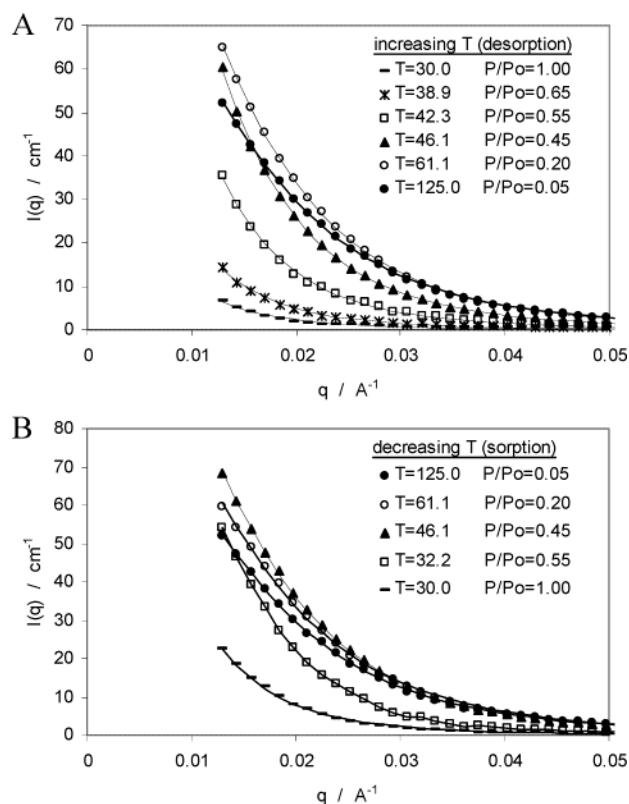 A
70
60
50
40
30
20
10
0
I(q) / cm-1
increasing T (desorption)
T=30.0 P/Po=1.00
T=38.9 P/Po=0.65
T=42.3 P/Po=0.55
T=46.1 P/Po=0.45
T=61.1 P/Po=0.20
T=125.0 P/Po=0.05
0 0.01 0.02 0.03 0.04 0.05
q / A-1
B
80
70
60
50
40
30
20
10
0
I(q) / cm-1
decreasing T (sorption)
T=125.0 P/Po=0.05
T=61.1 P/Po=0.20
T=46.1 P/Po=0.45
T=32.2 P/Po=0.55
T=30.0 P/Po=1.00
0 0.01 0.02 0.03 0.04 0.05
q / A-1